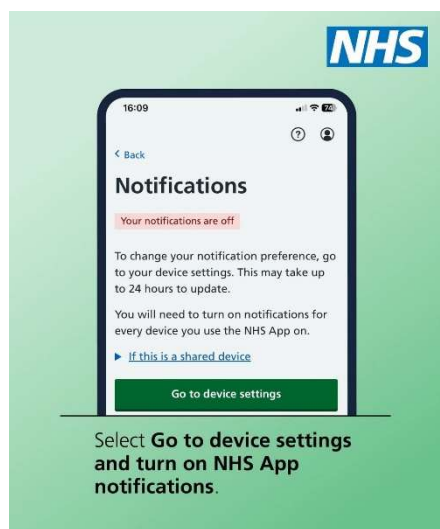 NHS
16:09
74
?
< Back
Notifications
Your notifications are off
To change your notification preference, go
to your device settings. This may take up
to 24 hours to update.
You will need to turn on notifications for
every device you use the NHS App on.
If this is a shared device
Go to device settings
Select Go to device settings
and turn on NHS App
notifications.